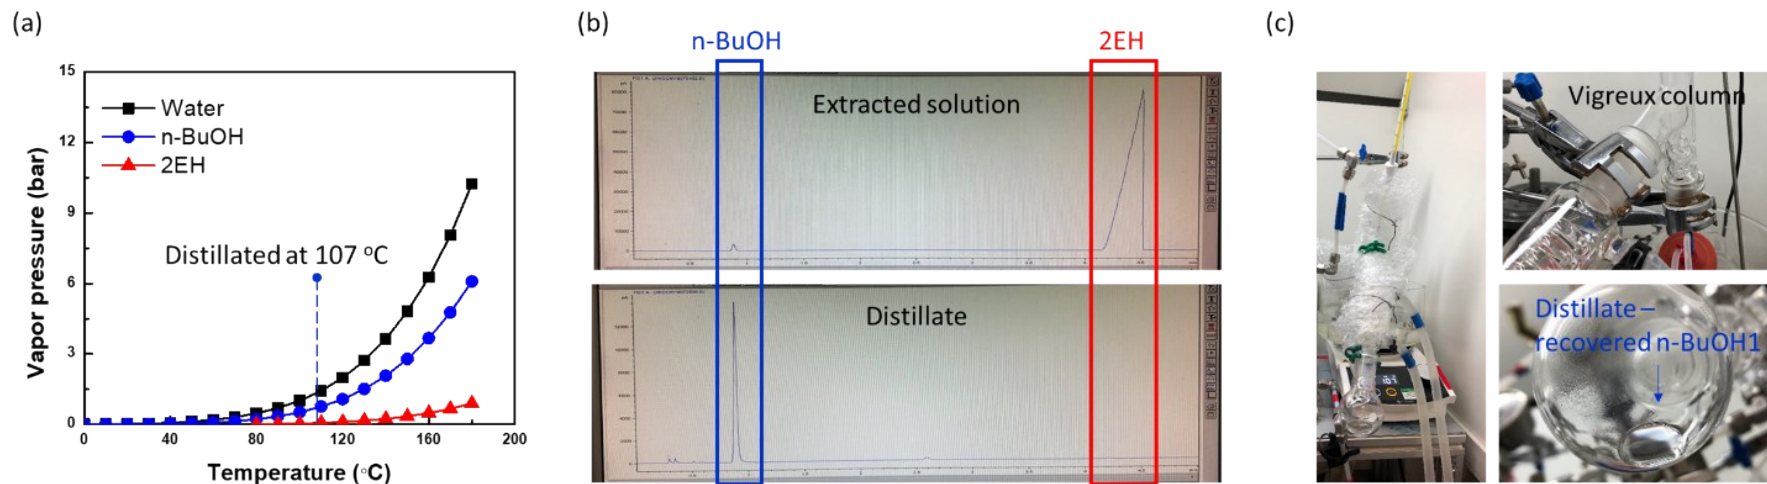 (a)
(b)
(c)
15
12
9
6
3
0
Vapor pressure (bar)
Water
n-BuOH
2EH
Distillated at 107 °C
0 40 80 120 160 200
Temperature (°C)
n-BuOH
2EH
Extracted solution
Distillate
Vigreux column
Distillate –
recovered n-BuOH1